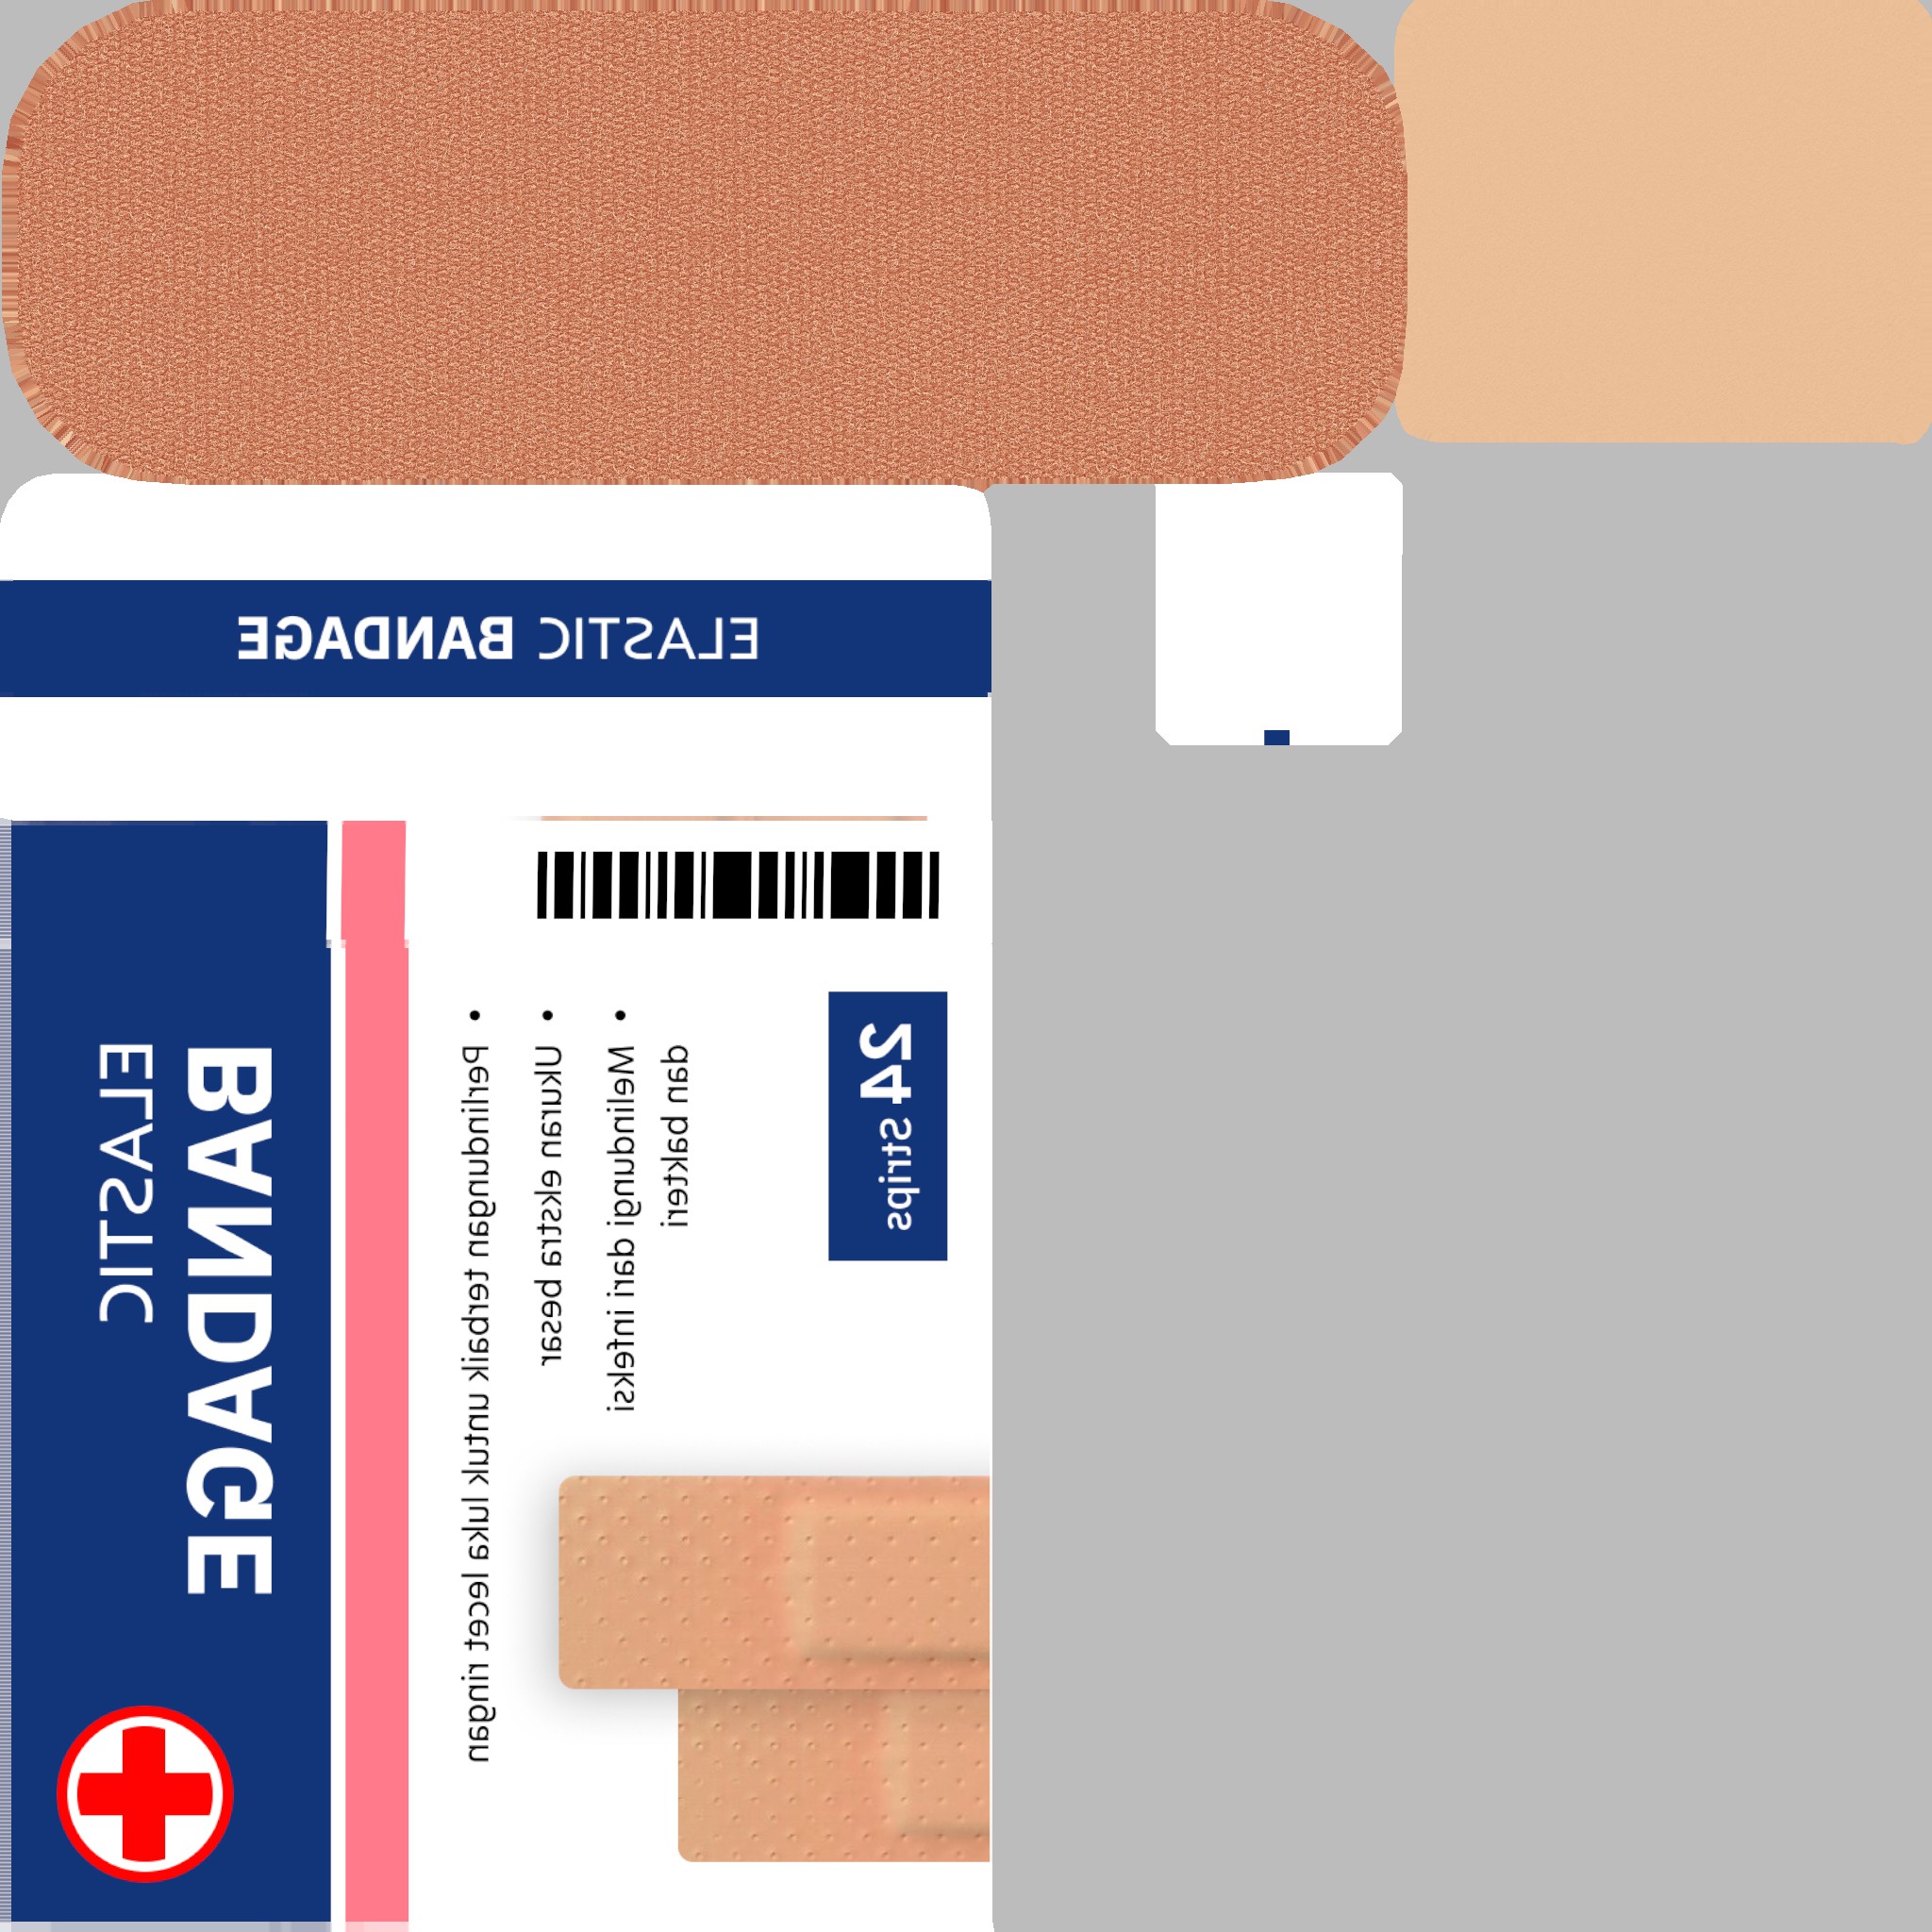 ELASTIC BANDAGE
ELASTIC
BANDAGE
• Perlindungan terbaik untuk luka lecet ringan
• Ukuran ekstra besar
• Melindungi dari infeksi
dan bakteri
24 Strips